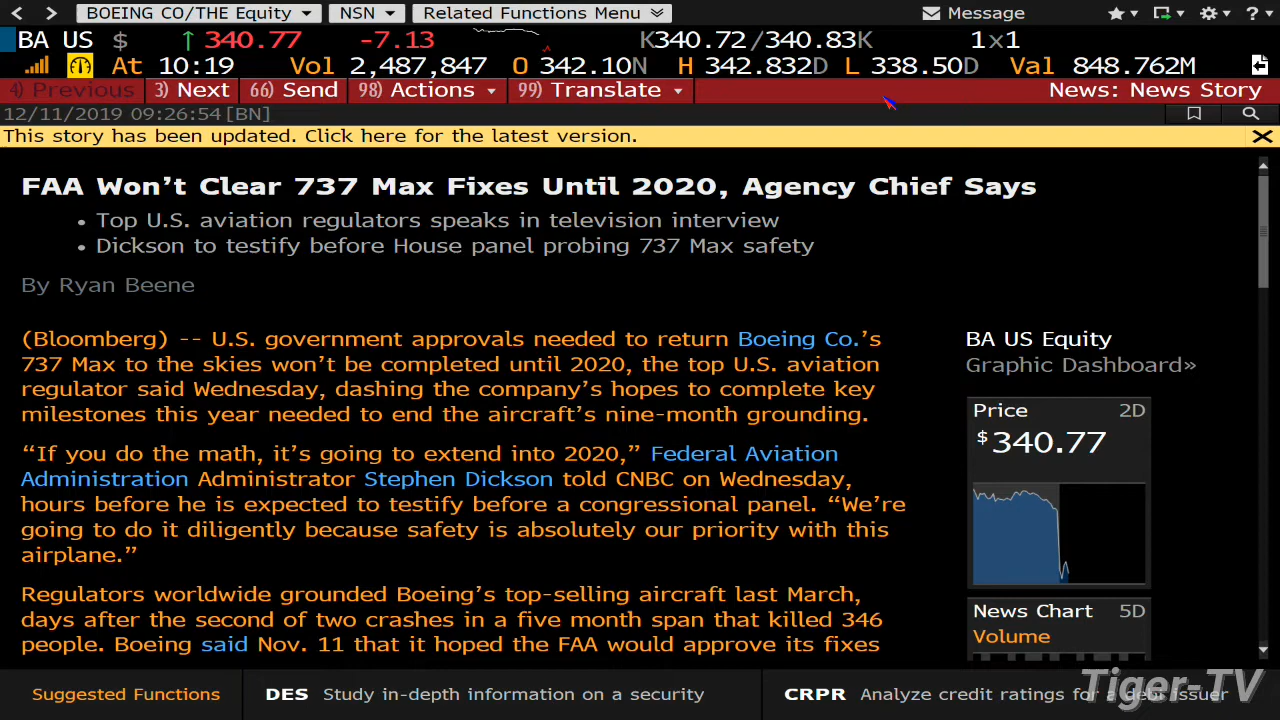 BOEING CO/THE Equity NSN Related Functions Menu Message ?
BA US $ ↑ 340.77 -7.13 K340.72/340.83K 1x1
At 10:19 Vol 2,487,847 O 342.10N H 342.832D L 338.50D Val 848.762M
4) Previous 3) Next 66) Send 98) Actions 99) Translate News: News Story
12/11/2019 09:26:54 [BN]
This story has been updated. Click here for the latest version.
FAA Won't Clear 737 Max Fixes Until 2020, Agency Chief Says
• Top U.S. aviation regulators speaks in television interview
• Dickson to testify before House panel probing 737 Max safety
By Ryan Beene
(Bloomberg) -- U.S. government approvals needed to return Boeing Co.'s
737 Max to the skies won't be completed until 2020, the top U.S. aviation
regulator said Wednesday, dashing the company's hopes to complete key
milestones this year needed to end the aircraft's nine-month grounding.
“If you do the math, it's going to extend into 2020,” Federal Aviation
Administration Administrator Stephen Dickson told CNBC on Wednesday,
hours before he is expected to testify before a congressional panel. “We're
going to do it diligently because safety is absolutely our priority with this
airplane.”
Regulators worldwide grounded Boeing's top-selling aircraft last March,
days after the second of two crashes in a five month span that killed 346
people. Boeing said Nov. 11 that it hoped the FAA would approve its fixes
BA US Equity
Graphic Dashboard»
Price 2D
$340.77
News Chart 5D
Volume
Suggested Functions DES Study in-depth information on a security CRPR Analyze credit ratings for a debt issuer
Tiger-TV